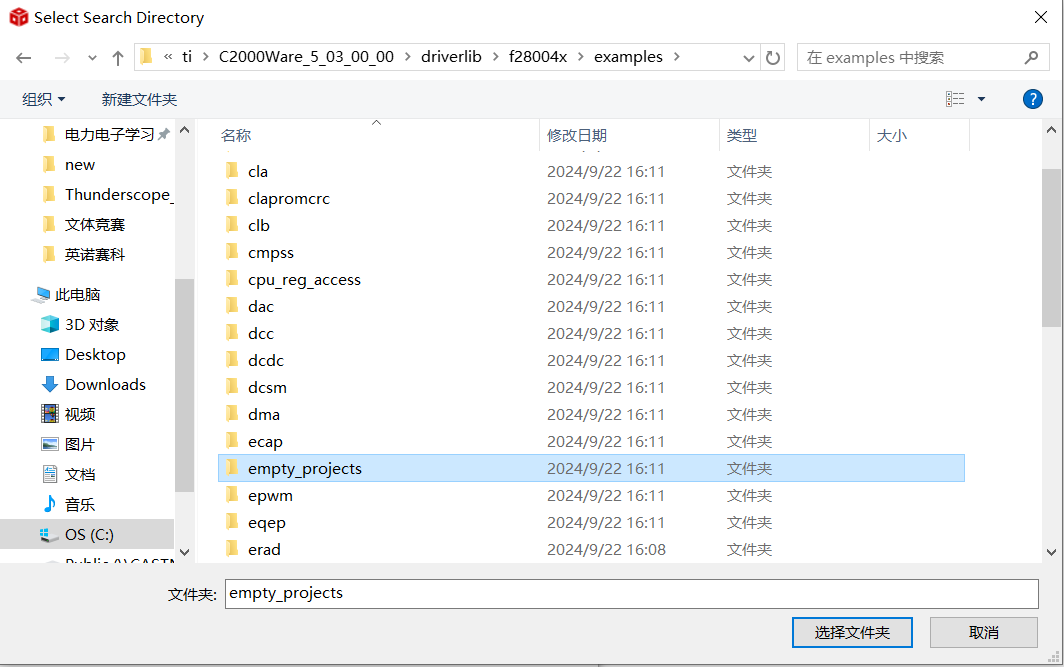 Select Search Directory
« ti › C2000Ware_5_03_00_00 › driverlib › f28004x › examples ›
在 examples 中搜索
组织 新建文件夹
?
电力电子学习
new
Thunderscope_
文体竞赛
英诺赛科
此电脑
3D 对象
Desktop
Downloads
视频
图片
文档
音乐
OS (C:)
名称 修改日期 类型 大小
cla 2024/9/22 16:11 文件夹
clapromcrc 2024/9/22 16:11 文件夹
clb 2024/9/22 16:11 文件夹
cmpss 2024/9/22 16:11 文件夹
cpu_reg_access 2024/9/22 16:11 文件夹
dac 2024/9/22 16:11 文件夹
dcc 2024/9/22 16:11 文件夹
dcdc 2024/9/22 16:11 文件夹
dcsm 2024/9/22 16:11 文件夹
dma 2024/9/22 16:11 文件夹
ecap 2024/9/22 16:11 文件夹
empty_projects 2024/9/22 16:11 文件夹
epwm 2024/9/22 16:11 文件夹
eqep 2024/9/22 16:11 文件夹
erad 2024/9/22 16:08 文件夹
文件夹: empty_projects
选择文件夹 取消